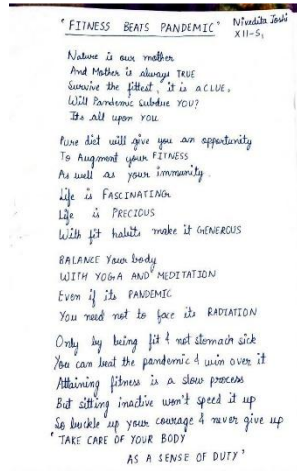 "FITNESS BEATS PANDEMIC"
Nivedita Joshi
XII-S,
Nature is our mother
And Mother is always TRUE
Survive the fittest, it is a CLUE,
Will Pandemic Subdue YOU?
Its all upon You
Pure diet will give you an opportunity
To Augment your FITNESS
As well as your immunity.
Life is FASCINATING
Life is PRECIOUS
With fit habits make it GENEROUS
BALANCE Your body
WITH YOGA AND MEDITATION
Even if its PANDEMIC
You need not to face its RADIATION
Only by being fit & not stomach sick
You can beat the pandemic & win over it
Attaining fitness is a slow process
But sitting inactive won't speed it up
So buckle up your courage & never give up
"TAKE CARE OF YOUR BODY
AS A SENSE OF DUTY"